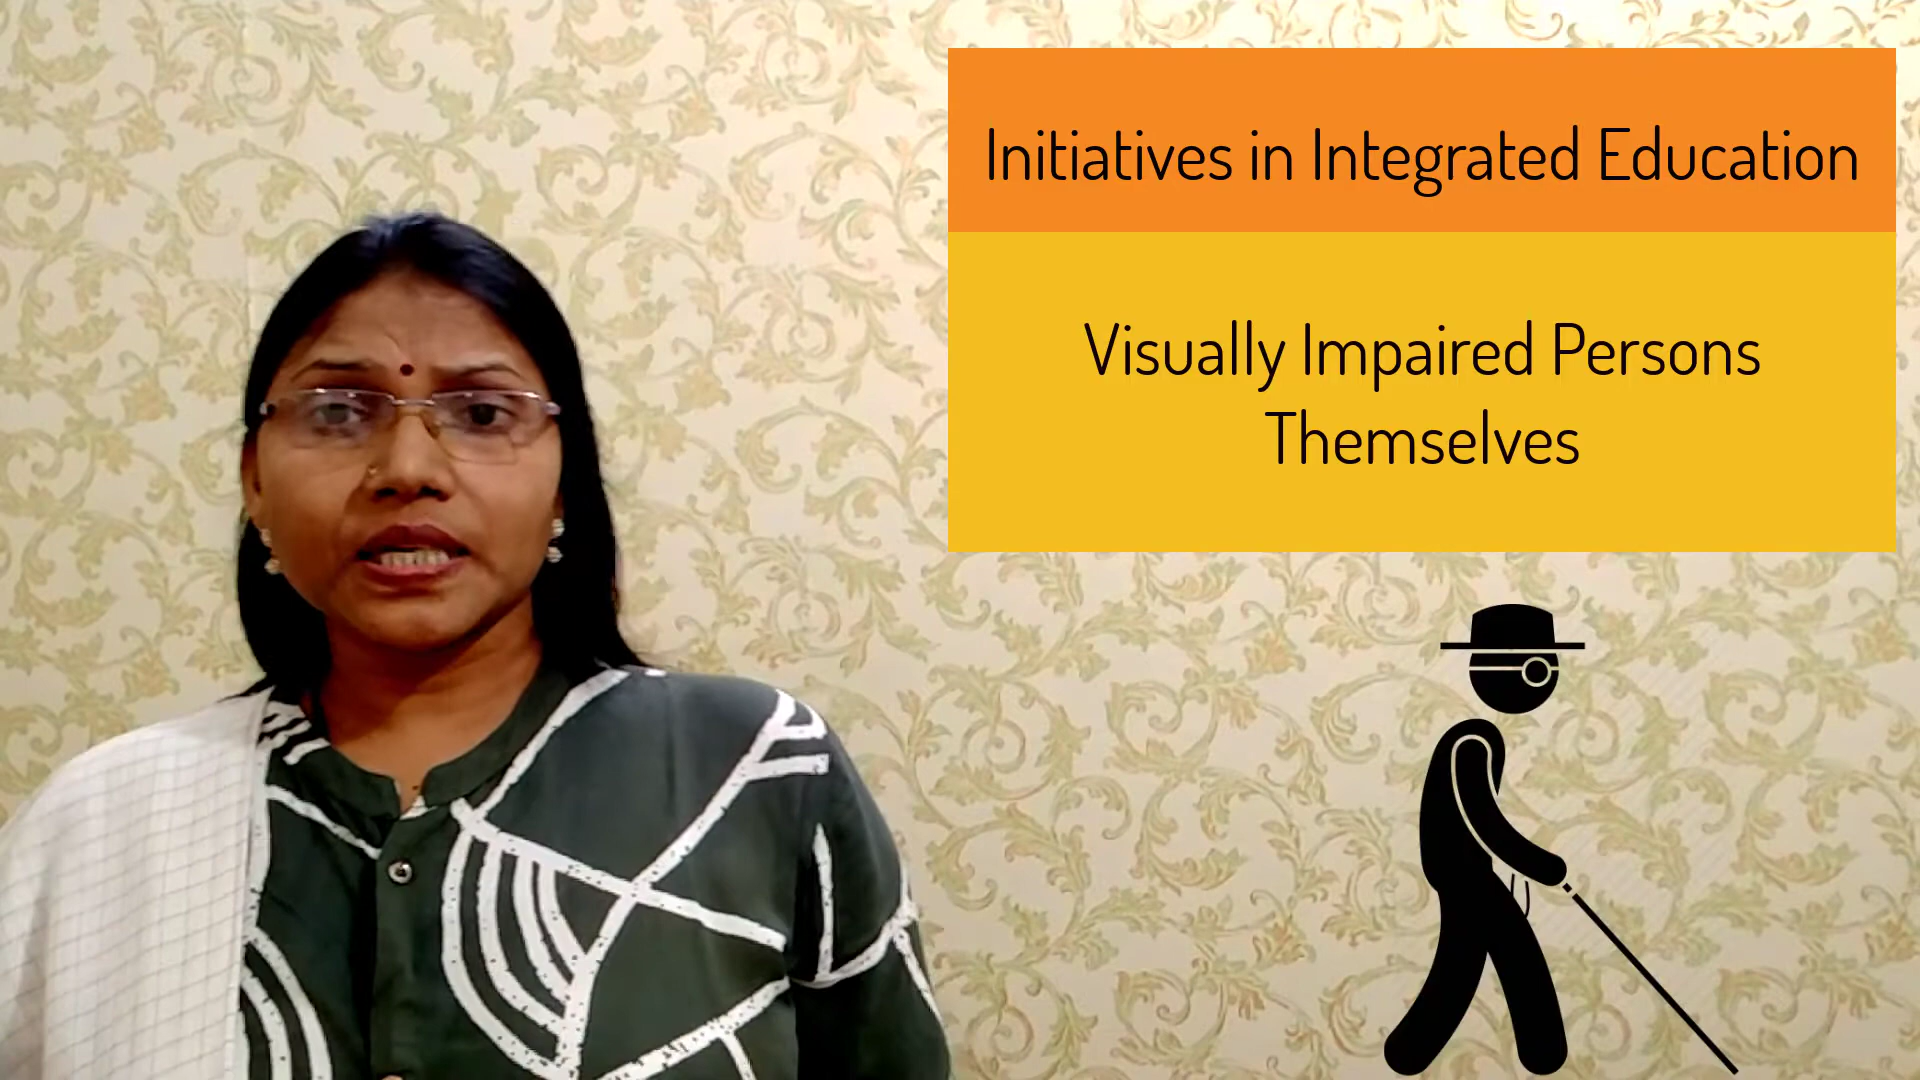 Initiatives in Integrated Education
Visually Impaired Persons
Themselves